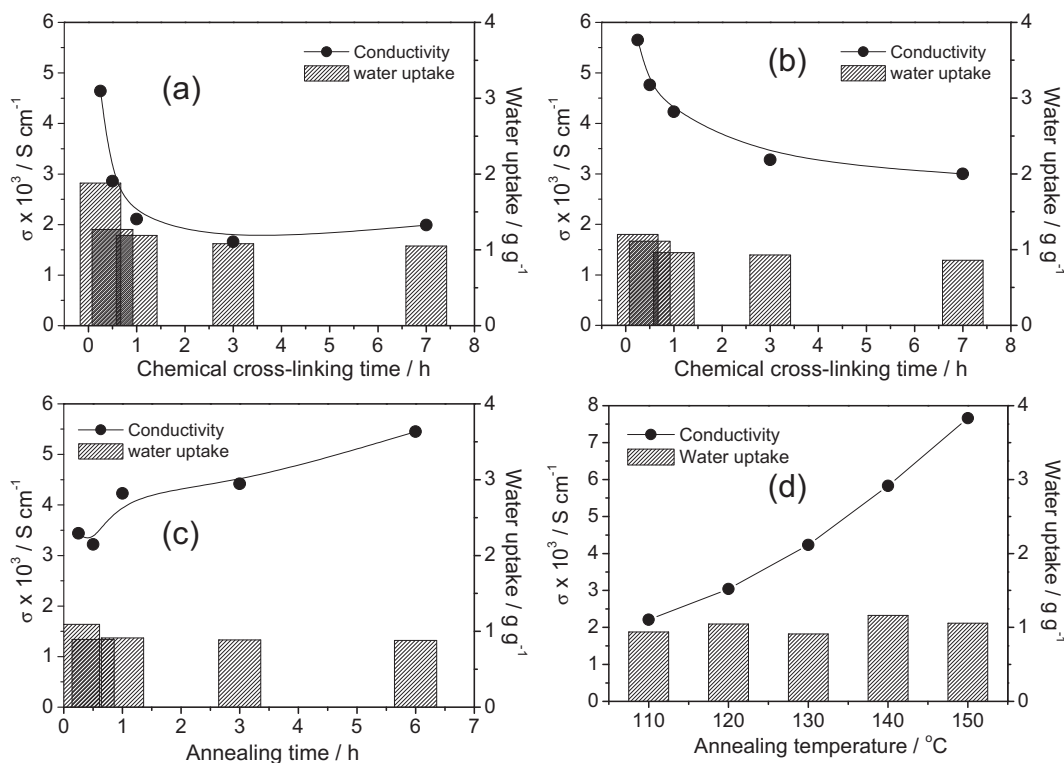 (a)
Conductivity
water uptake
σ x 10³ / S cm⁻¹
6
5
4
3
2
1
0
Water uptake / g g⁻¹
4
3
2
1
0
0 1 2 3 4 5 6 7 8
Chemical cross-linking time / h
(b)
Conductivity
water uptake
σ x 10³ / S cm⁻¹
6
5
4
3
2
1
0
Water uptake / g g⁻¹
4
3
2
1
0
0 1 2 3 4 5 6 7 8
Chemical cross-linking time / h
(c)
Conductivity
water uptake
σ x 10³ / S cm⁻¹
6
5
4
3
2
1
0
Water uptake / g g⁻¹
4
3
2
1
0
0 1 2 3 4 5 6 7
Annealing time / h
(d)
Conductivity
Water uptake
σ x 10³ / S cm⁻¹
8
7
6
5
4
3
2
1
0
Water uptake / g g⁻¹
4
3
2
1
0
110 120 130 140 150
Annealing temperature / °C